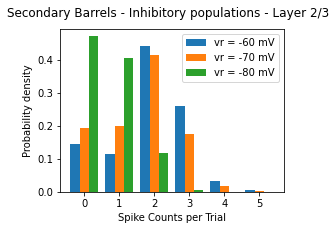 Secondary Barrels - Inhibitory populations - Layer 2/3
vr = -60 mV
vr = -70 mV
vr = -80 mV
Probability density
0.4
0.3
0.2
0.1
0.0
0 1 2 3 4 5
Spike Counts per Trial